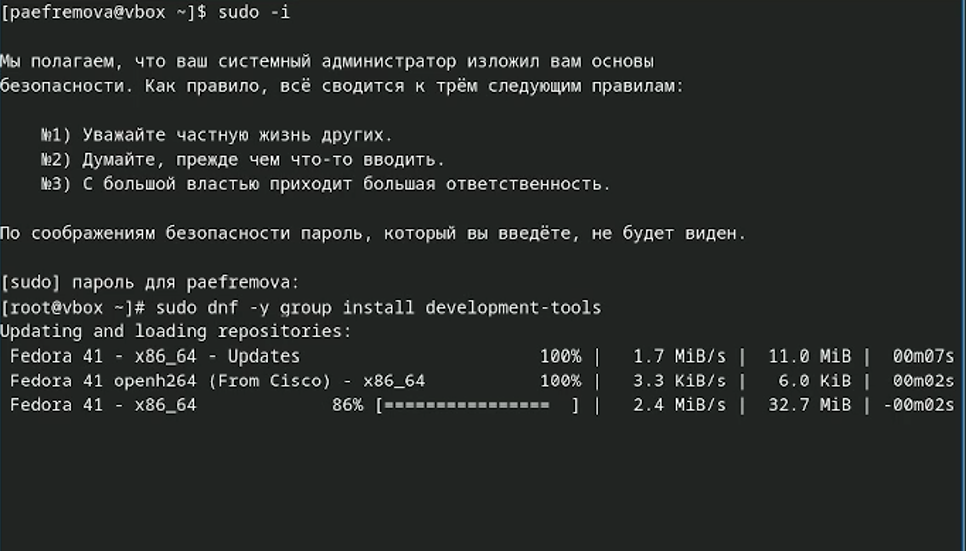 [paefremova@vbox ~]$ sudo -i
Мы полагаем, что ваш системный администратор изложил вам основы
безопасности. Как правило, всё сводится к трём следующим правилам:
№1) Уважайте частную жизнь других.
№2) Думайте, прежде чем что-то вводить.
№3) С большой властью приходит большая ответственность.
По соображениям безопасности пароль, который вы введёте, не будет виден.
[sudo] пароль для paefremova:
[root@vbox ~]# sudo dnf -y group install development-tools
Updating and loading repositories:
Fedora 41 - x86_64 - Updates 100% | 1.7 MiB/s | 11.0 MiB | 00m07s
Fedora 41 openh264 (From Cisco) - x86_64 100% | 3.3 KiB/s | 6.0 KiB | 00m02s
Fedora 41 - x86_64 86% [================ ] | 2.4 MiB/s | 32.7 MiB | -00m02s